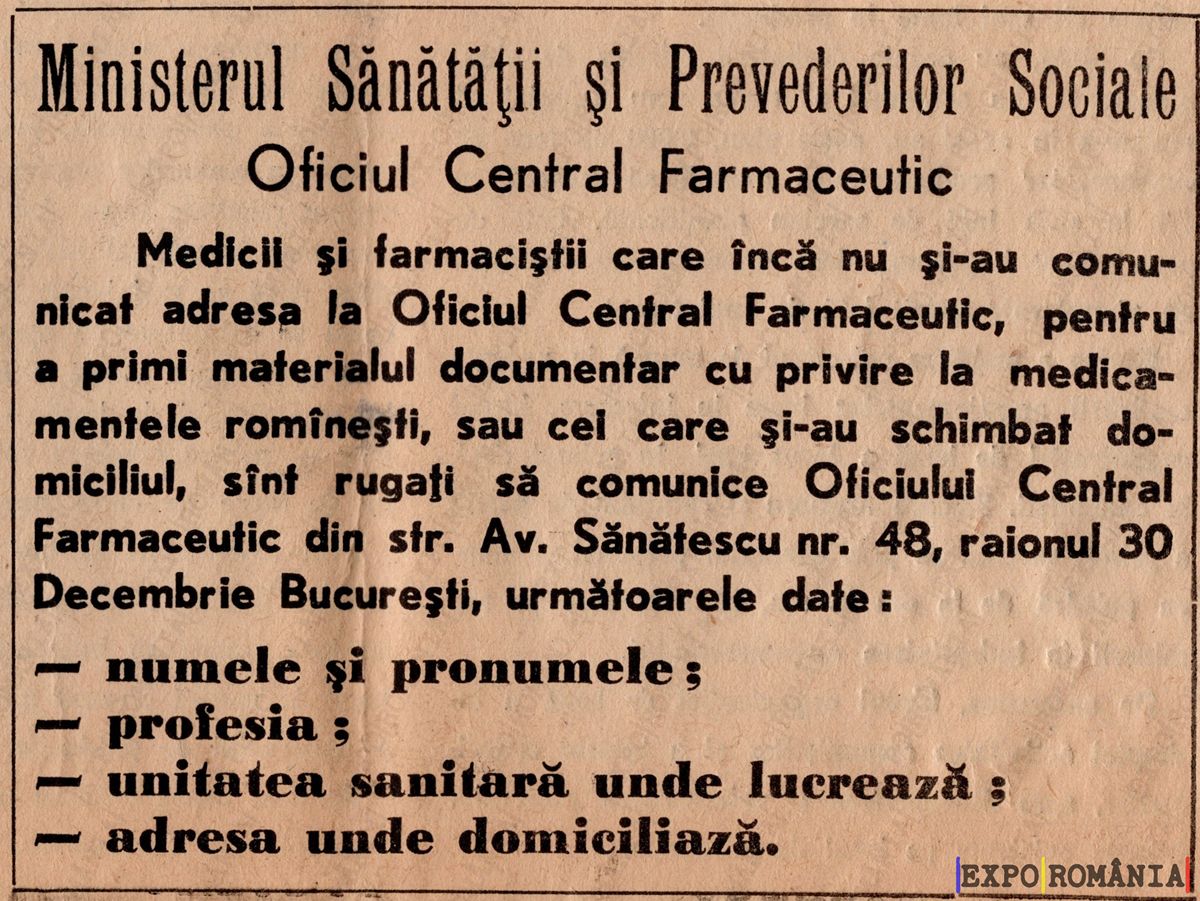 Ministerul Sănătăţii şi Prevederilor Sociale
Oficiul Central Farmaceutic
Medicii şi farmaciştii care încă nu şi-au comu-
nicat adresa la Oficiul Central Farmaceutic, pentru
a primi materialul documentar cu privire la medica-
mentele romîneşti, sau cei care şi-au schimbat do-
miciliul, sînt rugaţi să comunice Oficiului Central
Farmaceutic din str. Av. Sănătescu nr. 48, raionul 30
Decembrie Bucureşti, următoarele date :
— numele şi pronumele ;
— profesia ;
— unitatea sanitară unde lucrează ;
— adresa unde domiciliază.
EXPO ROMÂNIA